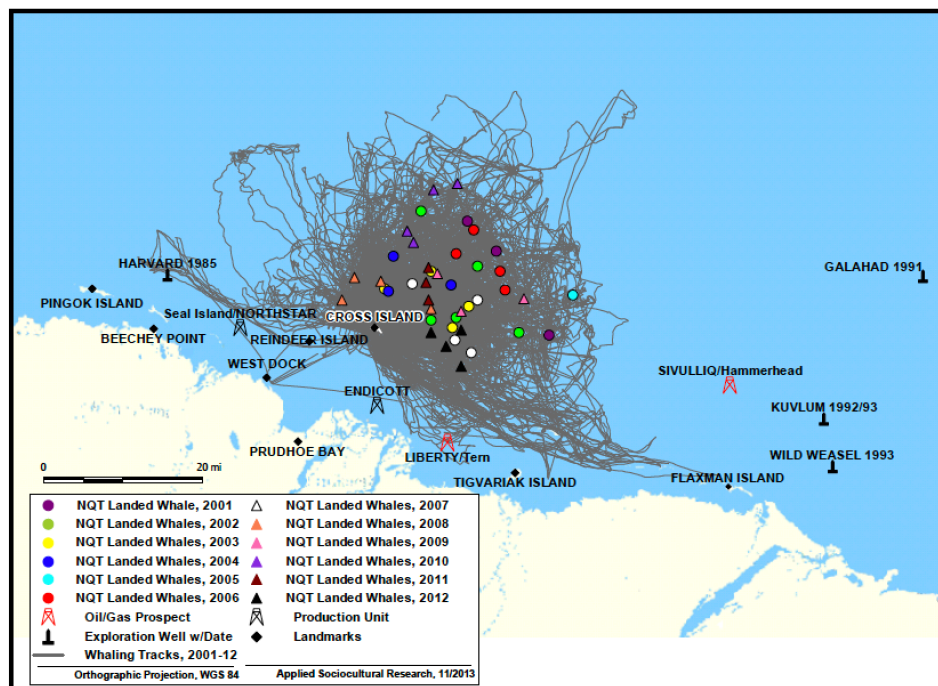 HARVARD 1985
GALAHAD 1991
PINGOK ISLAND
Seal Island/NORTHSTAR
CROSS ISLAND
BEECHEY POINT
REINDEER ISLAND
WEST DOCK
SIVULLIQ/Hammerhead
ENDICOTT
KUVLUM 1992/93
PRUDHOE BAY
LIBERTY/Tern
WILD WEASEL 1993
TIGVARIAK ISLAND
FLAXMAN ISLAND
0 20 mi
NQT Landed Whale, 2001
NQT Landed Whales, 2002
NQT Landed Whales, 2003
NQT Landed Whales, 2004
NQT Landed Whales, 2005
NQT Landed Whales, 2006
Oil/Gas Prospect
Exploration Well w/Date
Whaling Tracks, 2001-12
Orthographic Projection, WGS 84
NQT Landed Whales, 2007
NQT Landed Whales, 2008
NQT Landed Whales, 2009
NQT Landed Whales, 2010
NQT Landed Whales, 2011
NQT Landed Whales, 2012
Production Unit
Landmarks
Applied Sociocultural Research, 11/2013